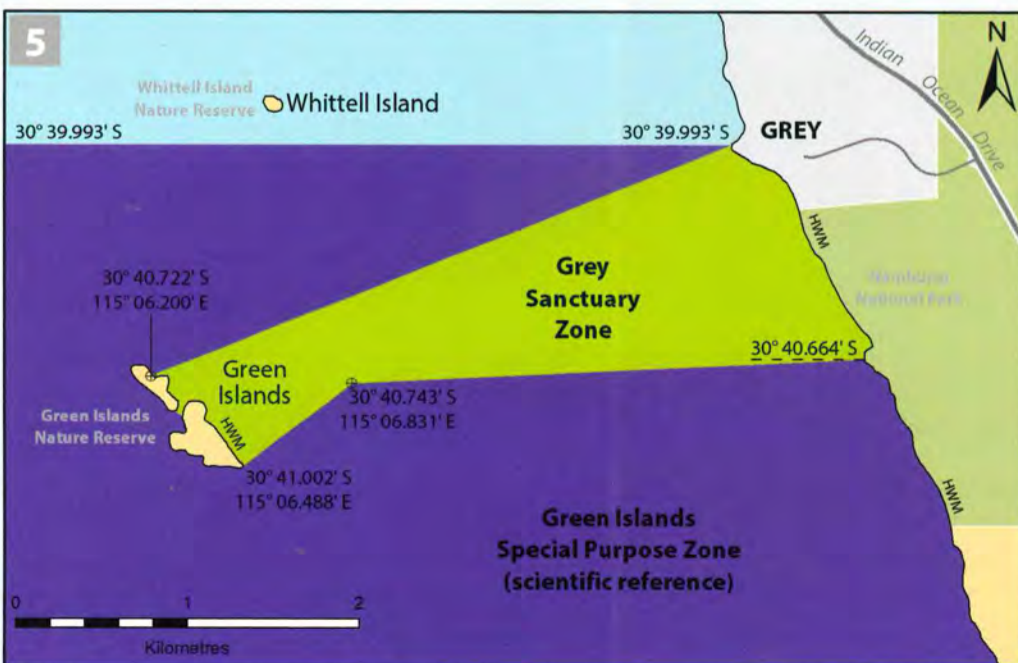 5
N
Indian Ocean Drive
Whittell Island
Nature Reserve
Whittell Island
30° 39.993' S
30° 39.993' S
GREY
HWM
Nambung
National Park
Grey
Sanctuary
Zone
30° 40.722' S
115° 06.200' E
30° 40.664' S
Green
Islands
30° 40.743' S
115° 06.831' E
Green Islands
Nature Reserve
HWM
30° 41.002' S
115° 06.488' E
HWM
Green Islands
Special Purpose Zone
(scientific reference)
0 1 2
Kilometres